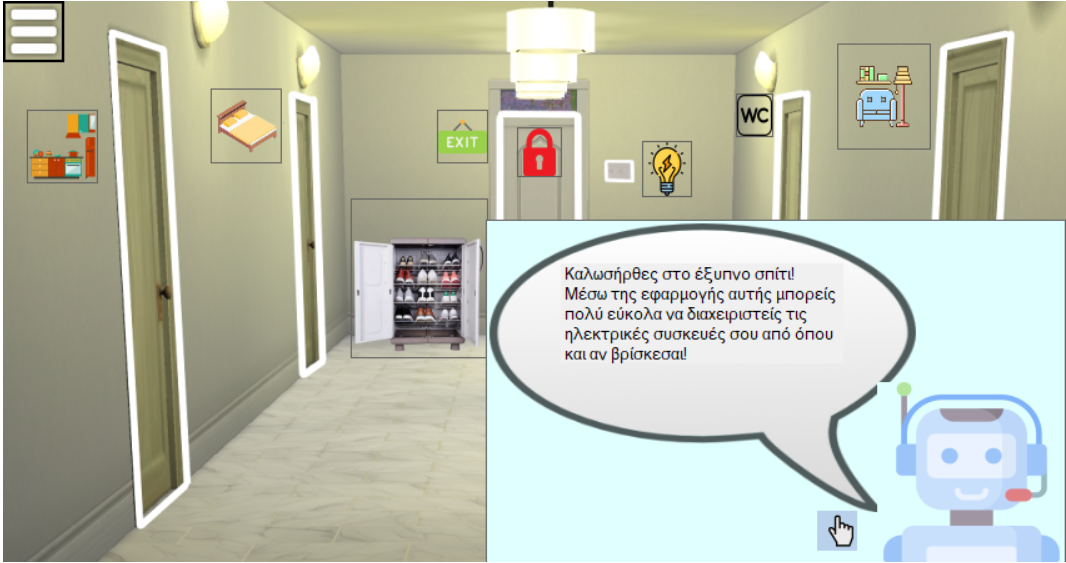 EXIT
WC
Καλωσήρθες στο έξυπνο σπίτι!
Μέσω της εφαρμογής αυτής μπορείς
πολύ εύκολα να διαχειριστείς τις
ηλεκτρικές συσκευές σου από όπου
και αν βρίσκεσαι!